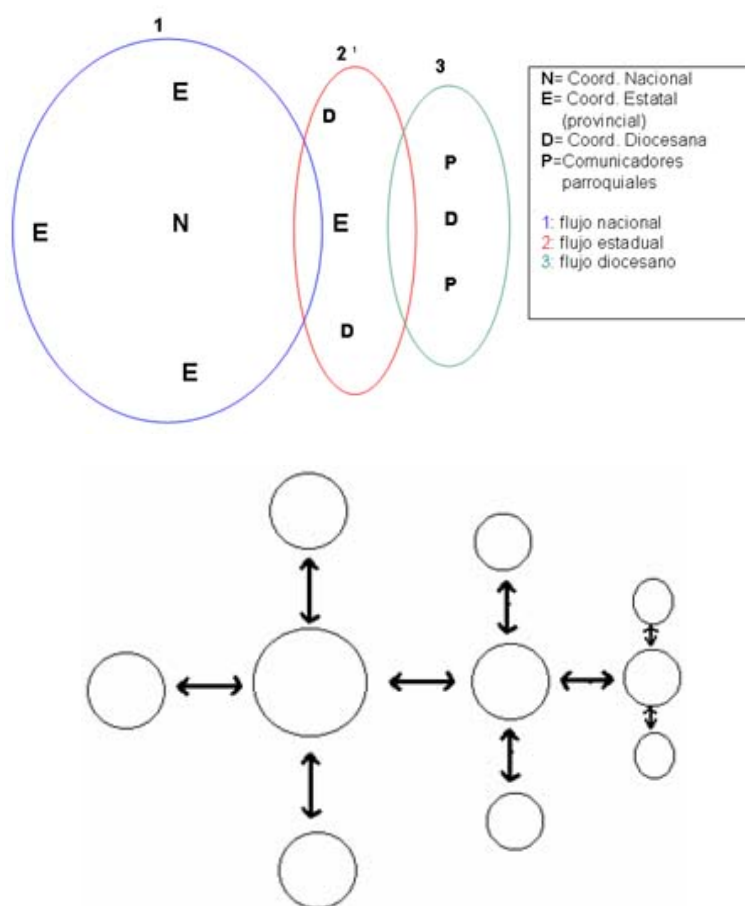 1
2 ¹
3
E
D
P
E
N
E
D
P
D
E
N= Coord. Nacional
E= Coord. Estatal
(provincial)
D= Coord. Diocesana
P=Comunicadores
parroquiales
1: flujo nacional
2: flujo estadual
3: flujo diocesano